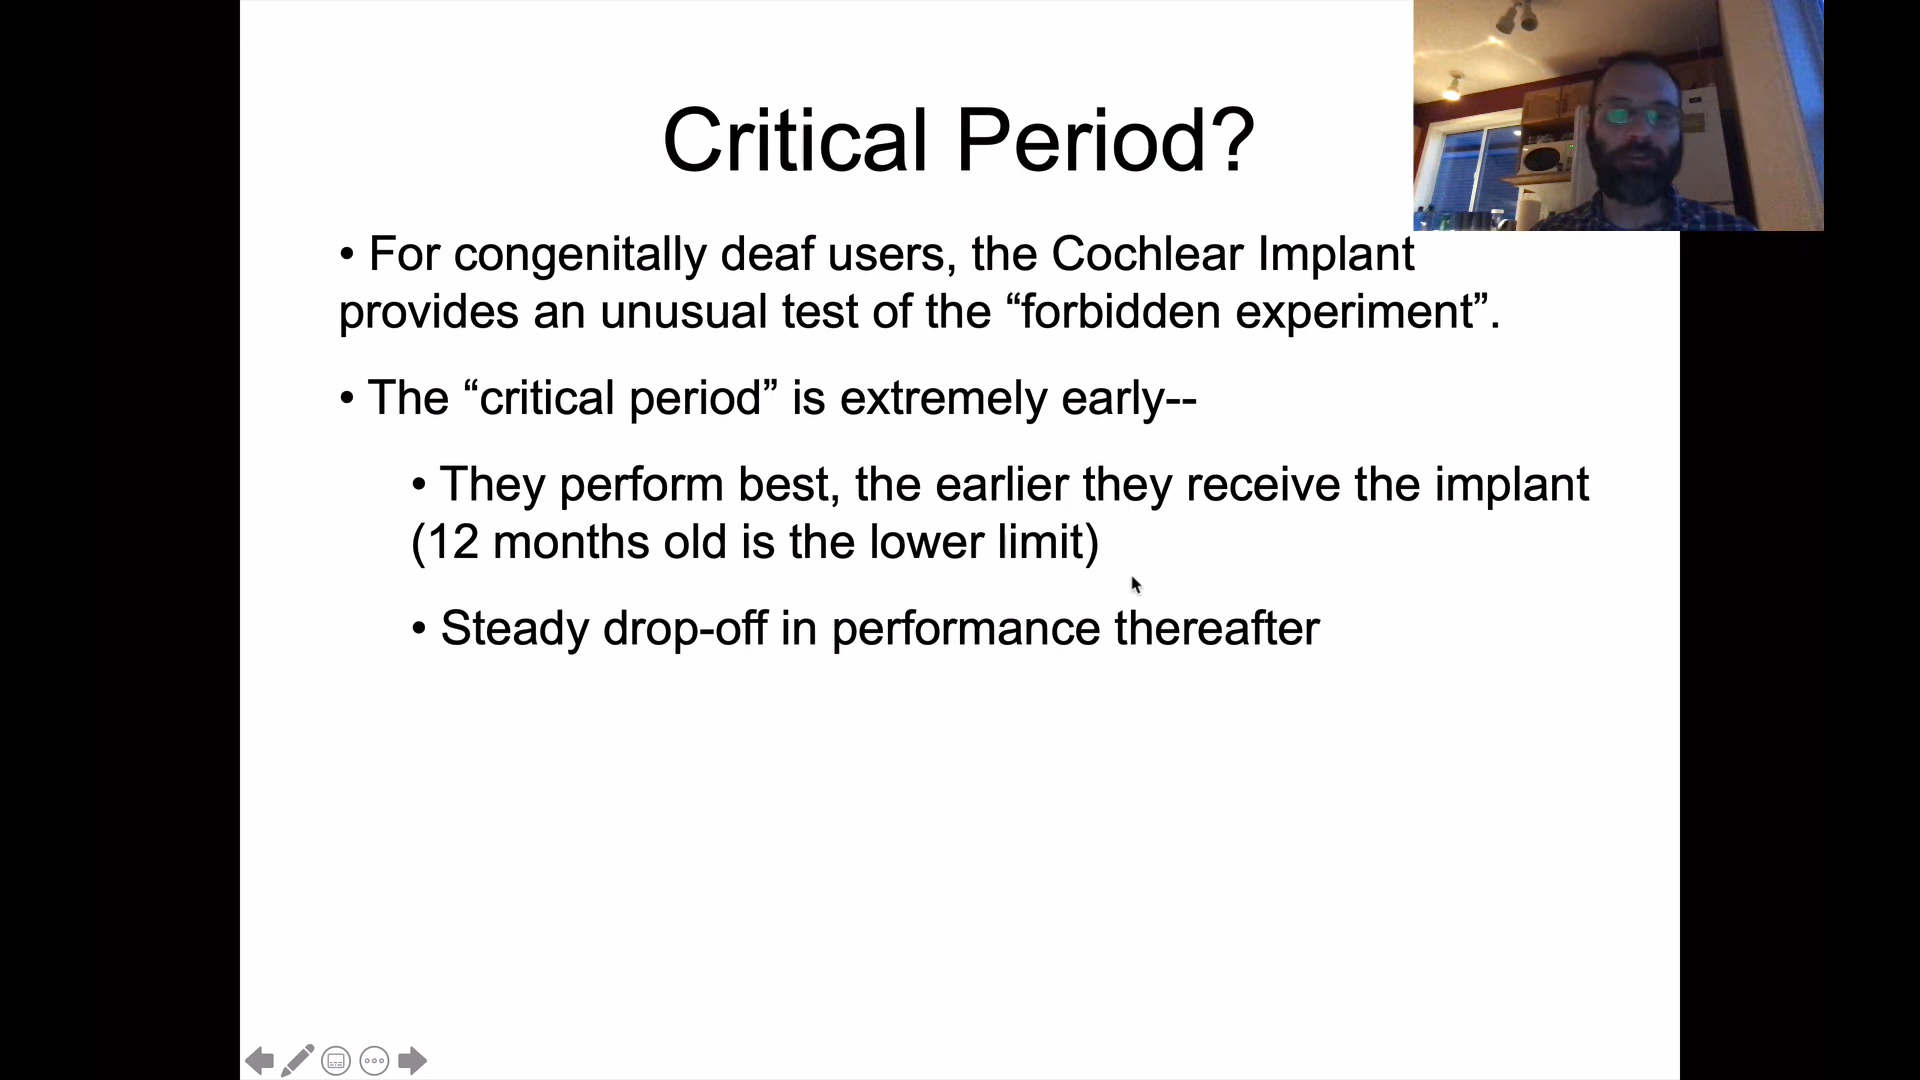 Critical Period?
• For congenitally deaf users, the Cochlear Implant
provides an unusual test of the “forbidden experiment”.
• The “critical period” is extremely early--
• They perform best, the earlier they receive the implant
(12 months old is the lower limit)
• Steady drop-off in performance thereafter